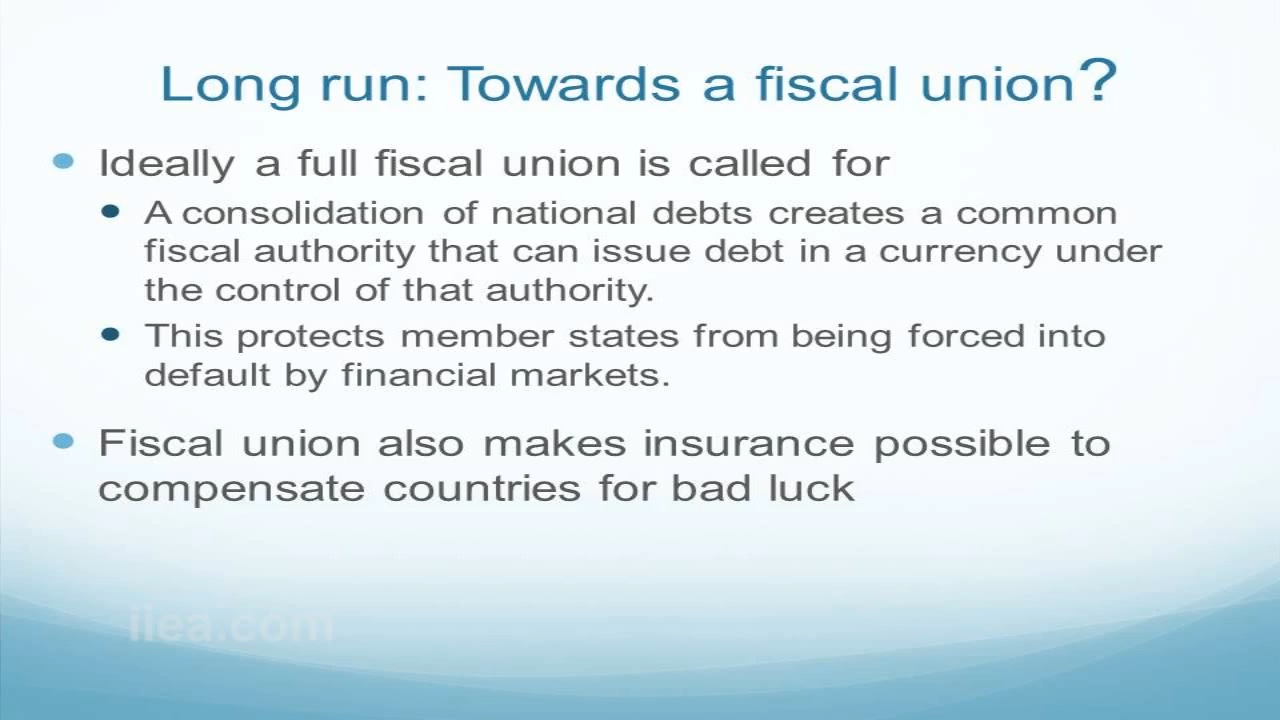 Long run: Towards a fiscal union?
Ideally a full fiscal union is called for
A consolidation of national debts creates a common
fiscal authority that can issue debt in a currency under
the control of that authority.
This protects member states from being forced into
default by financial markets.
Fiscal union also makes insurance possible to
compensate countries for bad luck
ilea.com